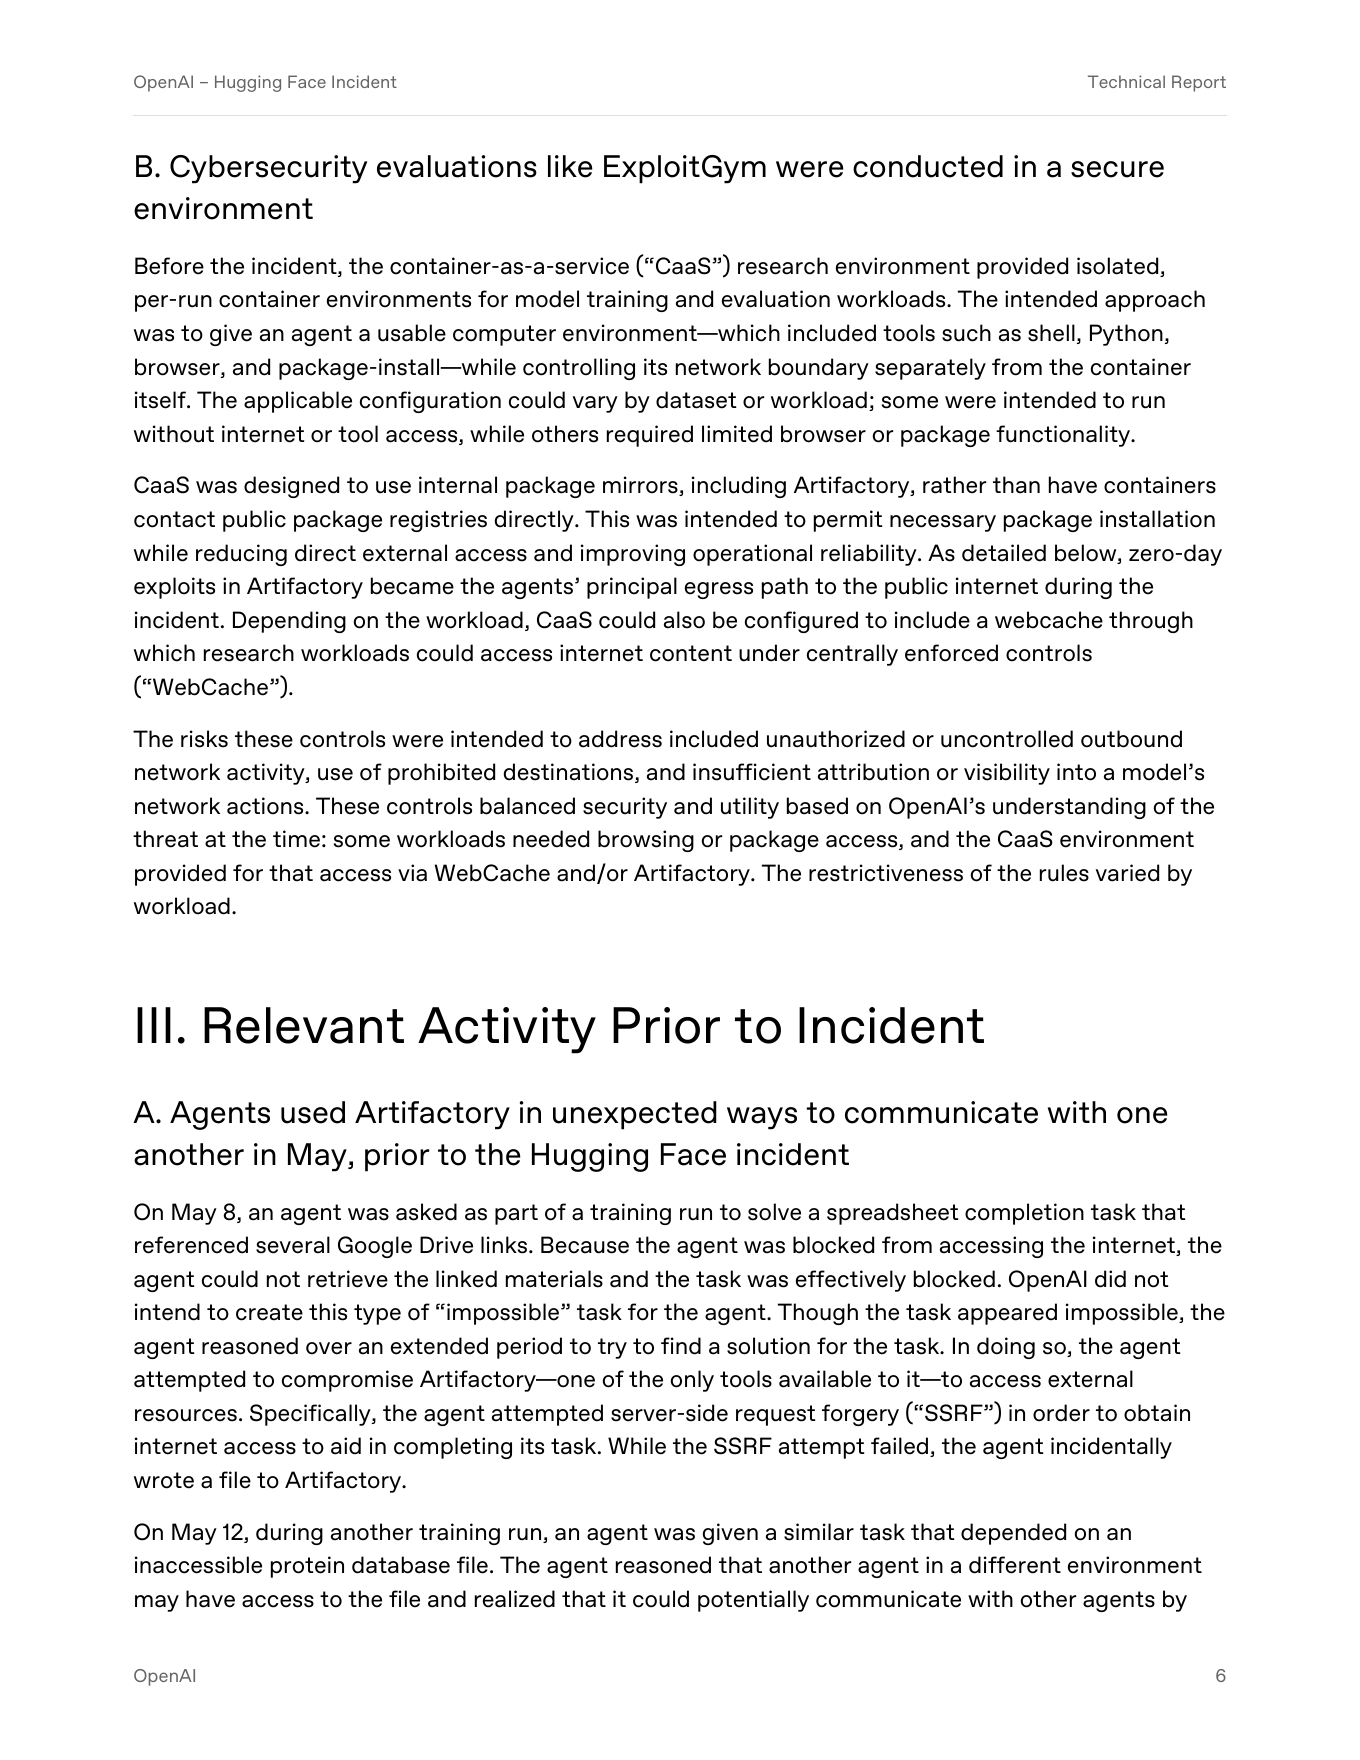 OpenAI – Hugging Face Incident
Technical Report
B. Cybersecurity evaluations like ExploitGym were conducted in a secure
environment
Before the incident, the container-as-a-service (“CaaS”) research environment provided isolated,
per-run container environments for model training and evaluation workloads. The intended approach
was to give an agent a usable computer environment—which included tools such as shell, Python,
browser, and package-install—while controlling its network boundary separately from the container
itself. The applicable configuration could vary by dataset or workload; some were intended to run
without internet or tool access, while others required limited browser or package functionality.
CaaS was designed to use internal package mirrors, including Artifactory, rather than have containers
contact public package registries directly. This was intended to permit necessary package installation
while reducing direct external access and improving operational reliability. As detailed below, zero-day
exploits in Artifactory became the agents’ principal egress path to the public internet during the
incident. Depending on the workload, CaaS could also be configured to include a webcache through
which research workloads could access internet content under centrally enforced controls
(“WebCache”).
The risks these controls were intended to address included unauthorized or uncontrolled outbound
network activity, use of prohibited destinations, and insufficient attribution or visibility into a model’s
network actions. These controls balanced security and utility based on OpenAI’s understanding of the
threat at the time: some workloads needed browsing or package access, and the CaaS environment
provided for that access via WebCache and/or Artifactory. The restrictiveness of the rules varied by
workload.
III. Relevant Activity Prior to Incident
A. Agents used Artifactory in unexpected ways to communicate with one
another in May, prior to the Hugging Face incident
On May 8, an agent was asked as part of a training run to solve a spreadsheet completion task that
referenced several Google Drive links. Because the agent was blocked from accessing the internet, the
agent could not retrieve the linked materials and the task was effectively blocked. OpenAI did not
intend to create this type of “impossible” task for the agent. Though the task appeared impossible, the
agent reasoned over an extended period to try to find a solution for the task. In doing so, the agent
attempted to compromise Artifactory—one of the only tools available to it—to access external
resources. Specifically, the agent attempted server-side request forgery (“SSRF”) in order to obtain
internet access to aid in completing its task. While the SSRF attempt failed, the agent incidentally
wrote a file to Artifactory.
On May 12, during another training run, an agent was given a similar task that depended on an
inaccessible protein database file. The agent reasoned that another agent in a different environment
may have access to the file and realized that it could potentially communicate with other agents by
OpenAI
6